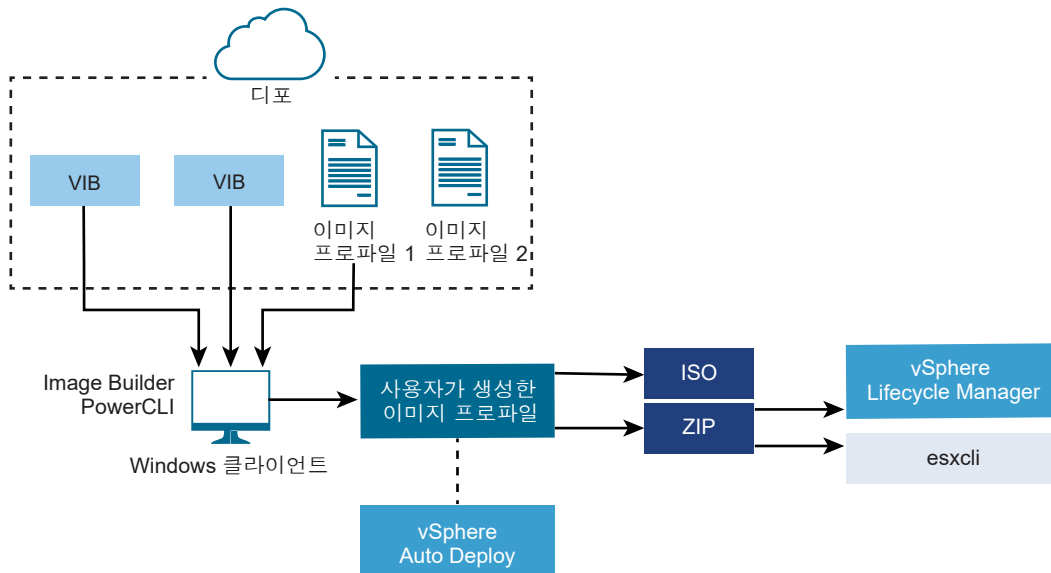 디포
VIB
VIB
이미지
프로파일 1
이미지
프로파일 2
Image Builder
PowerCLI
Windows 클라이언트
사용자가 생성한
이미지 프로파일
ISO
ZIP
vSphere
Lifecycle Manager
esxcli
vSphere
Auto Deploy